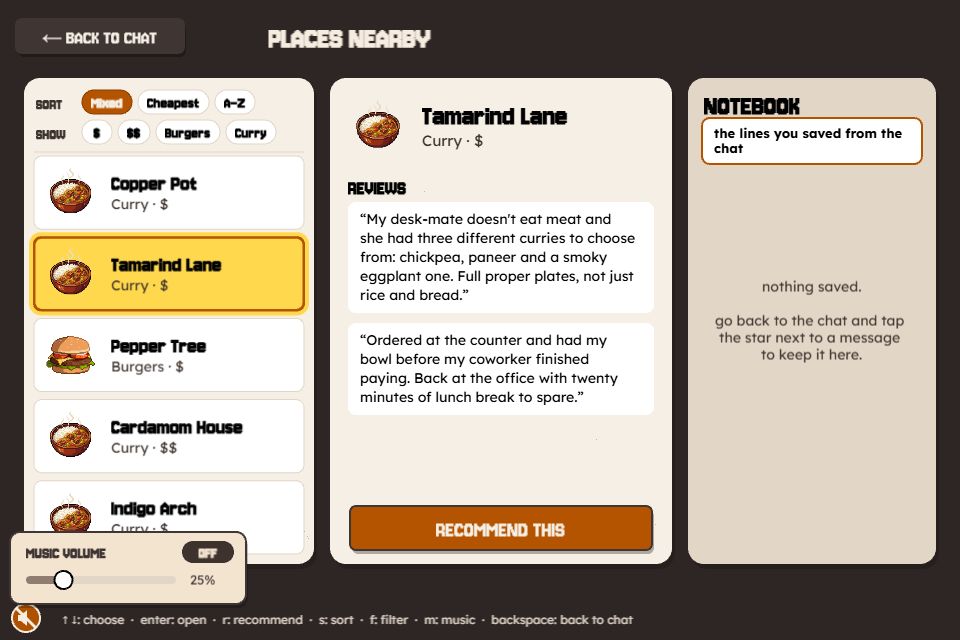 ← BACK TO CHAT
PLACES NEARBY
SORT
Mixed
Cheapest
A-Z
SHOW
$
$$
Burgers
Curry
Copper Pot
Curry · $
Tamarind Lane
Curry · $
Pepper Tree
Burgers · $
Cardamom House
Curry · $$
Indigo Arch
Curry · $
Tamarind Lane
Curry · $
REVIEWS
“My desk-mate doesn't eat meat and
she had three different curries to choose
from: chickpea, paneer and a smoky
eggplant one. Full proper plates, not just
rice and bread.”
“Ordered at the counter and had my
bowl before my coworker finished
paying. Back at the office with twenty
minutes of lunch break to spare.”
RECOMMEND THIS
NOTEBOOK
the lines you saved from the
chat
nothing saved.
go back to the chat and tap
the star next to a message
to keep it here.
MUSIC VOLUME
OFF
25%
↑↓: choose · enter: open · r: recommend · s: sort · f: filter · m: music · backspace: back to chat